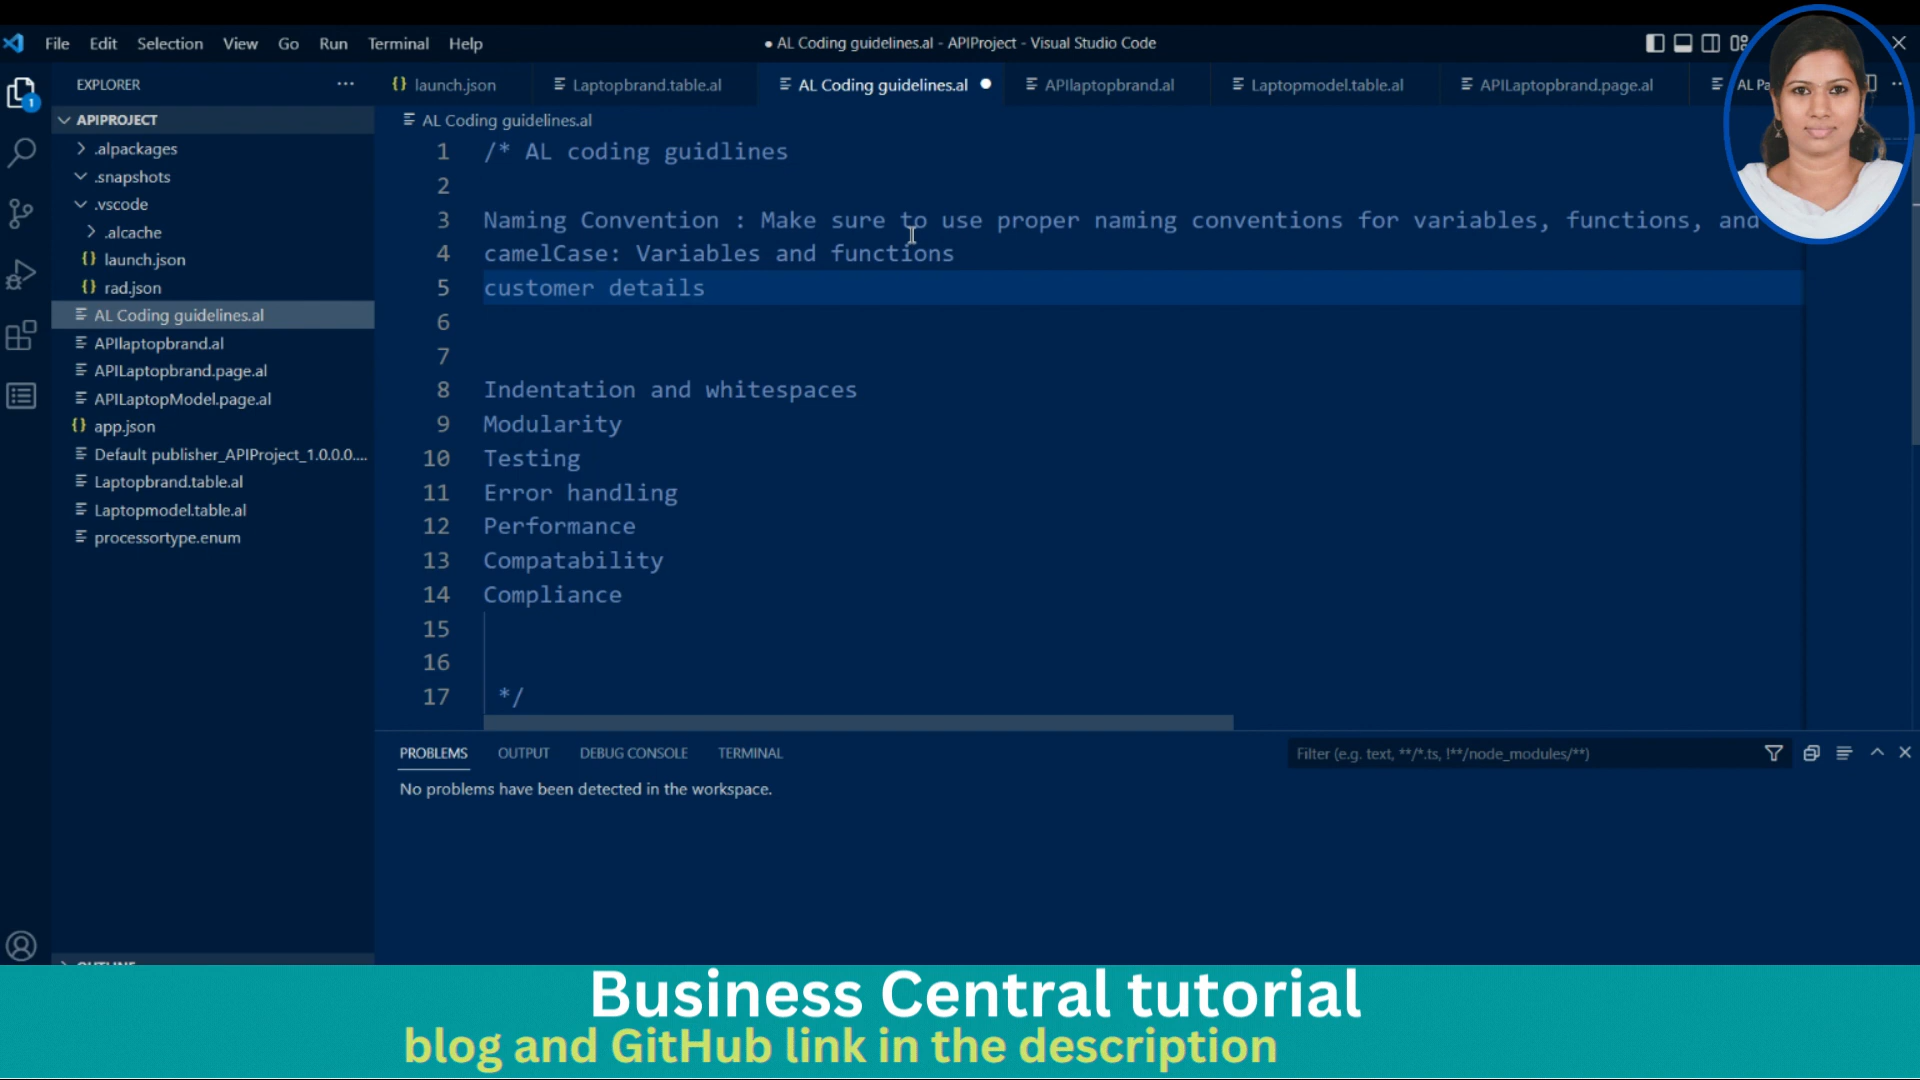 File Edit Selection View Go Run Terminal Help
● AL Coding guidelines.al - APIProject - Visual Studio Code
EXPLORER
launch.json
Laptopbrand.table.al
AL Coding guidelines.al
APIlaptopbrand.al
Laptopmodel.table.al
APILaptopbrand.page.al
AL Pa
1
APIPROJECT
.alpackages
.snapshots
.vscode
.alcache
{} launch.json
{} rad.json
AL Coding guidelines.al
APIlaptopbrand.al
APILaptopbrand.page.al
APILaptopModel.page.al
{} app.json
Default publisher_APIProject_1.0.0.0....
Laptopbrand.table.al
Laptopmodel.table.al
processortype.enum
OUTLINE
AL Coding guidelines.al
1 /* AL coding guidlines
2
3 Naming Convention : Make sure to use proper naming conventions for variables, functions, and
4 camelCase: Variables and functions
5 customer details
6
7
8 Indentation and whitespaces
9 Modularity
10 Testing
11 Error handling
12 Performance
13 Compatability
14 Compliance
15
16
17 */
PROBLEMS OUTPUT DEBUG CONSOLE TERMINAL
Filter (e.g. text, **/*.ts, !**/node_modules/**)
No problems have been detected in the workspace.
Business Central tutorial
blog and GitHub link in the description